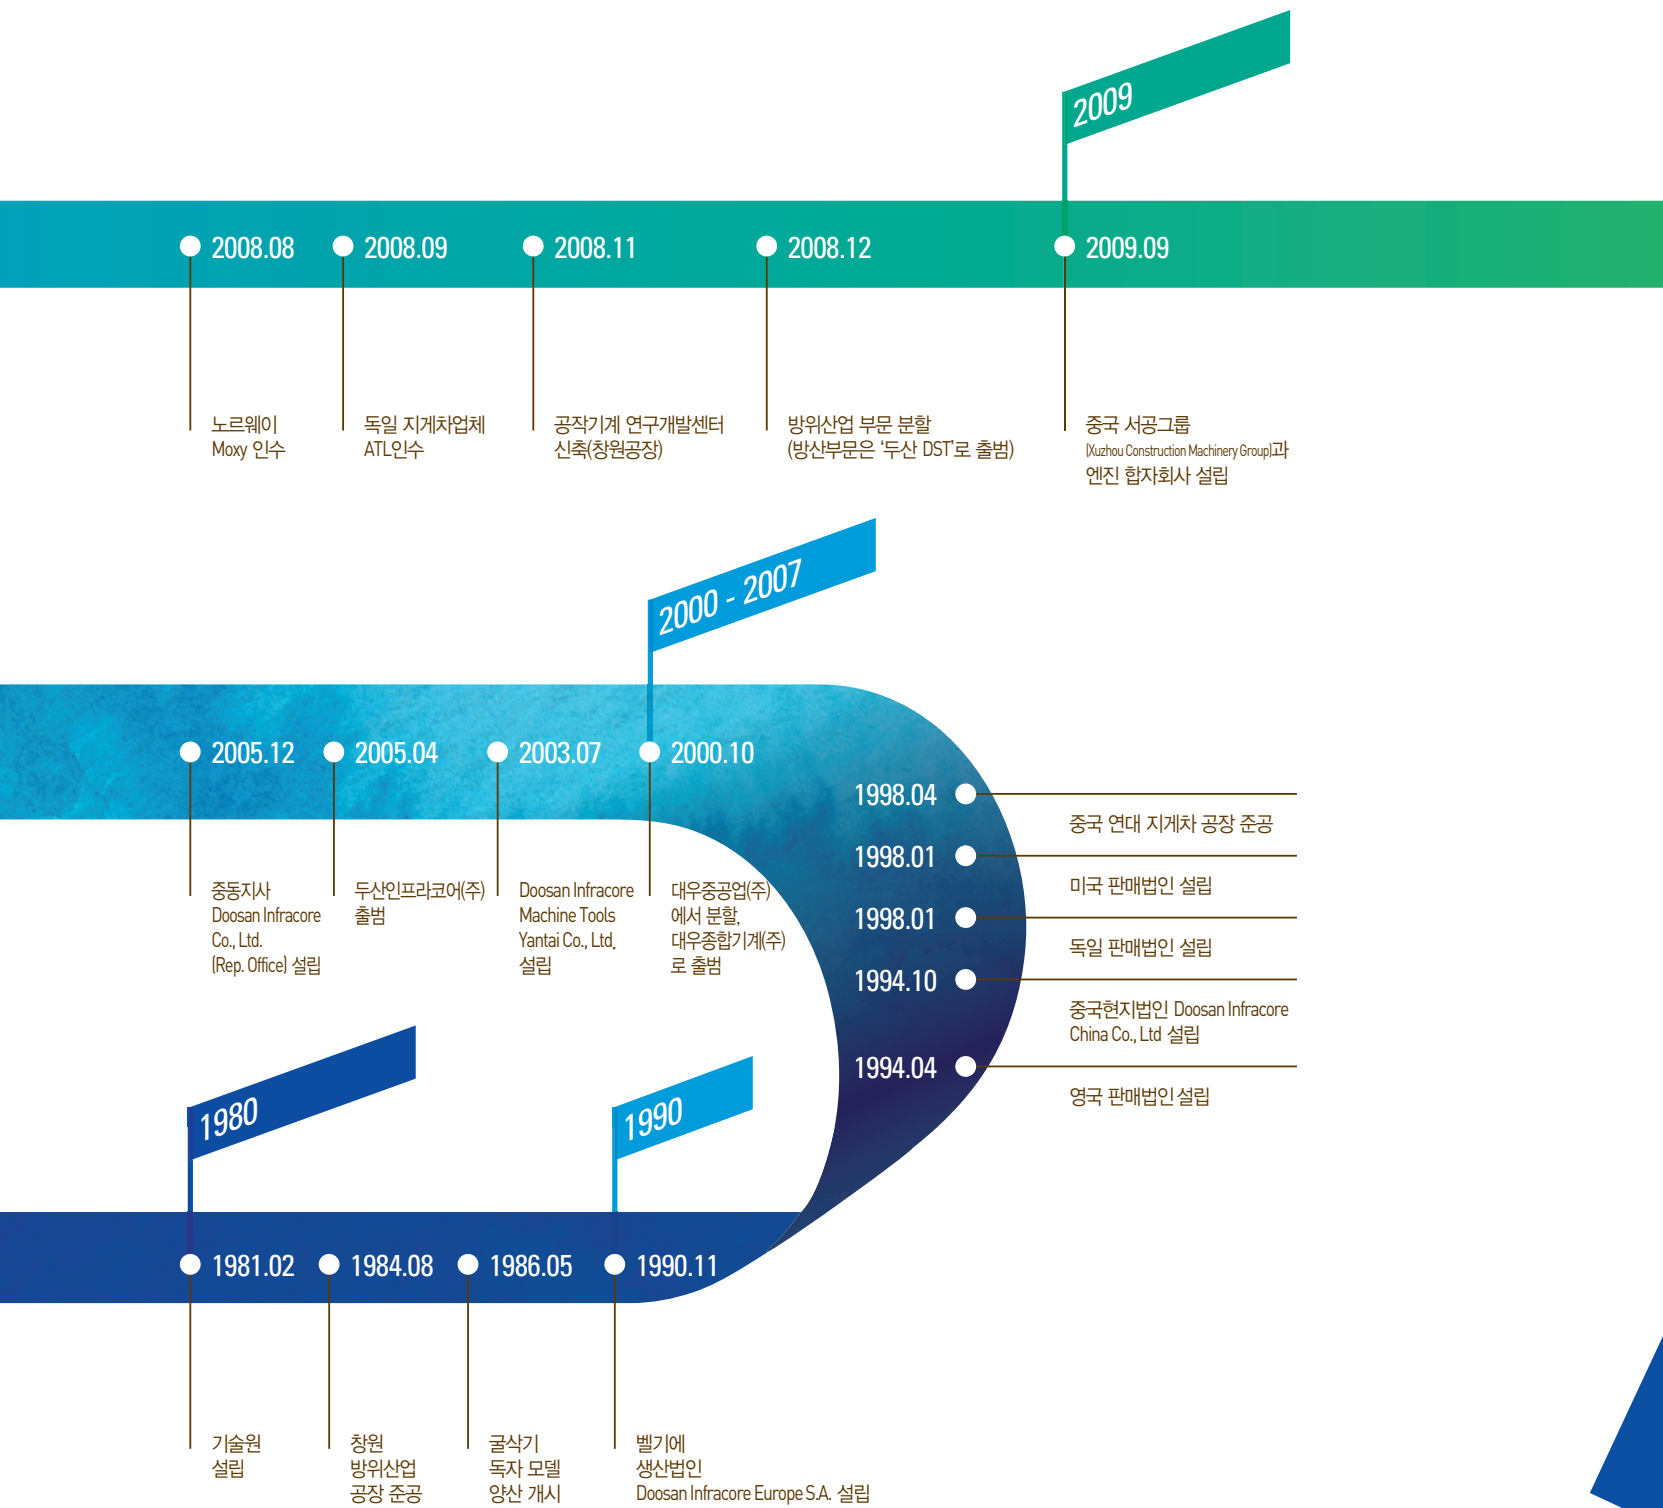 2009
2008.08
2008.09
2008.11
2008.12
2009.09
노르웨이
Moxy 인수
독일 지게차업체
ATL인수
공작기계 연구개발센터
신축(창원공장)
방위산업 부문 분할
(방산부문은 ‘두산 DST’로 출범)
중국 서공그룹
(Xuzhou Construction Machinery Group)과
엔진 합자회사 설립
2000 - 2007
2005.12
2005.04
2003.07
2000.10
중동지사
Doosan Infracore
Co., Ltd.
(Rep. Office) 설립
두산인프라코어(주)
출범
Doosan Infracore
Machine Tools
Yantai Co., Ltd.
설립
대우중공업(주)
에서 분할,
대우종합기계(주)
로 출범
1998.04
중국 연대 지게차 공장 준공
1998.01
미국 판매법인 설립
1998.01
독일 판매법인 설립
1994.10
중국현지법인 Doosan Infracore
China Co., Ltd 설립
1994.04
영국 판매법인 설립
1980
1990
1981.02
1984.08
1986.05
1990.11
기술원
설립
창원
방위산업
공장 준공
굴삭기
독자 모델
양산 개시
벨기에
생산법인
Doosan Infracore Europe S.A. 설립